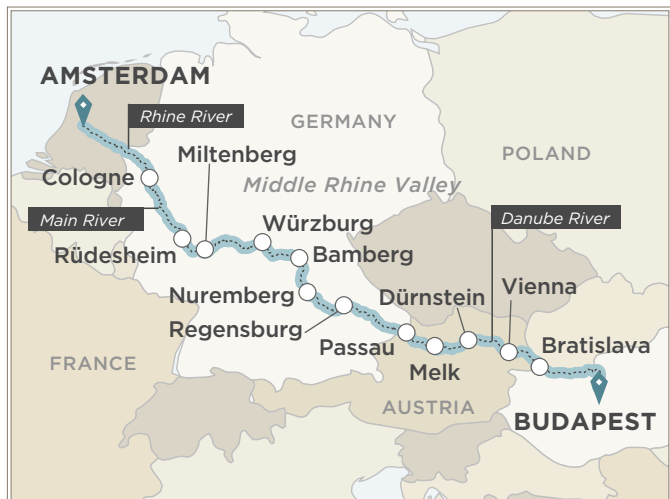 AMSTERDAM
Rhine River
GERMANY
Miltenberg
POLAND
Cologne
Middle Rhine Valley
Main River
Danube River
Würzburg
Rüdesheim
Bamberg
Nuremberg
Dürnstein
Vienna
Regensburg
Passau
Bratislava
FRANCE
Melk
AUSTRIA
BUDAPEST